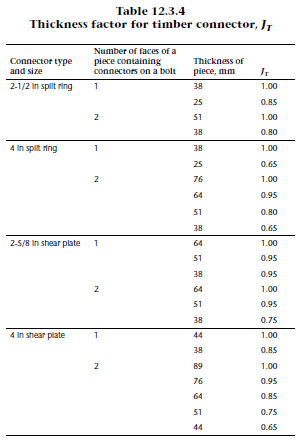 Table 12.3.4
Thickness factor for timber connector, JT
Connector type and size Number of faces of a piece containing connectors on a bolt Thickness of piece, mm JT
2-1/2 in split ring 1 38 1.00
25 0.85
2 51 1.00
38 0.80
4 in split ring 1 38 1.00
25 0.65
2 76 1.00
64 0.95
51 0.80
38 0.65
2-5/8 in shear plate 1 64 1.00
51 0.95
38 0.95
2 64 1.00
51 0.95
38 0.75
4 in shear plate 1 44 1.00
38 0.85
2 89 1.00
76 0.95
64 0.85
51 0.75
44 0.65